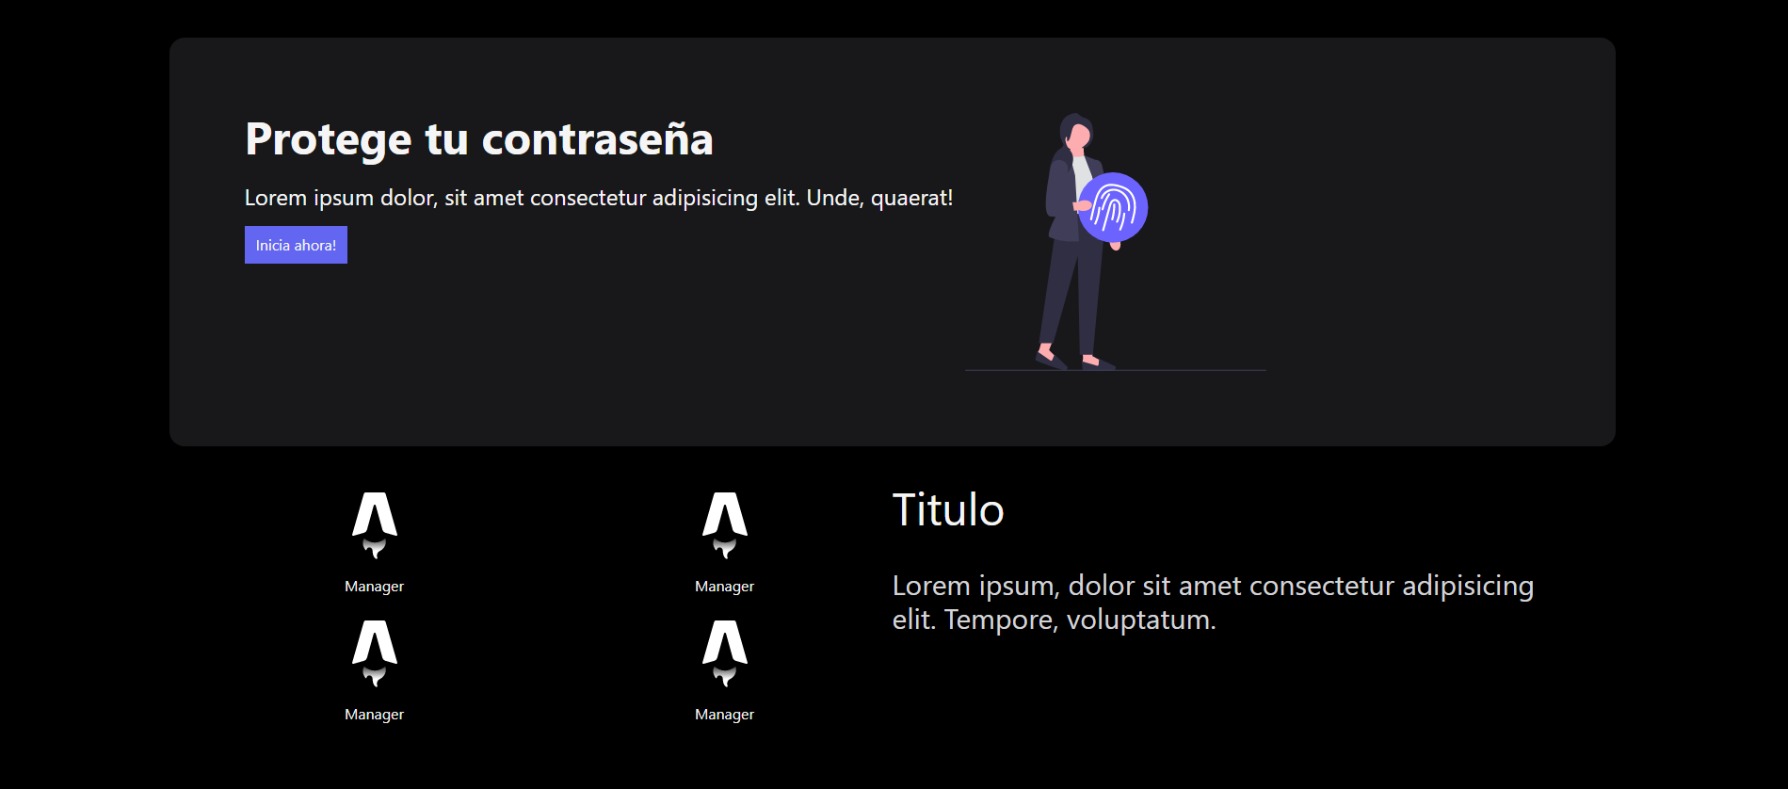 Protege tu contraseña
Lorem ipsum dolor, sit amet consectetur adipisicing elit. Unde, quaerat!
Inicia ahora!
Manager
Manager
Manager
Manager
Titulo
Lorem ipsum, dolor sit amet consectetur adipisicing
elit. Tempore, voluptatum.